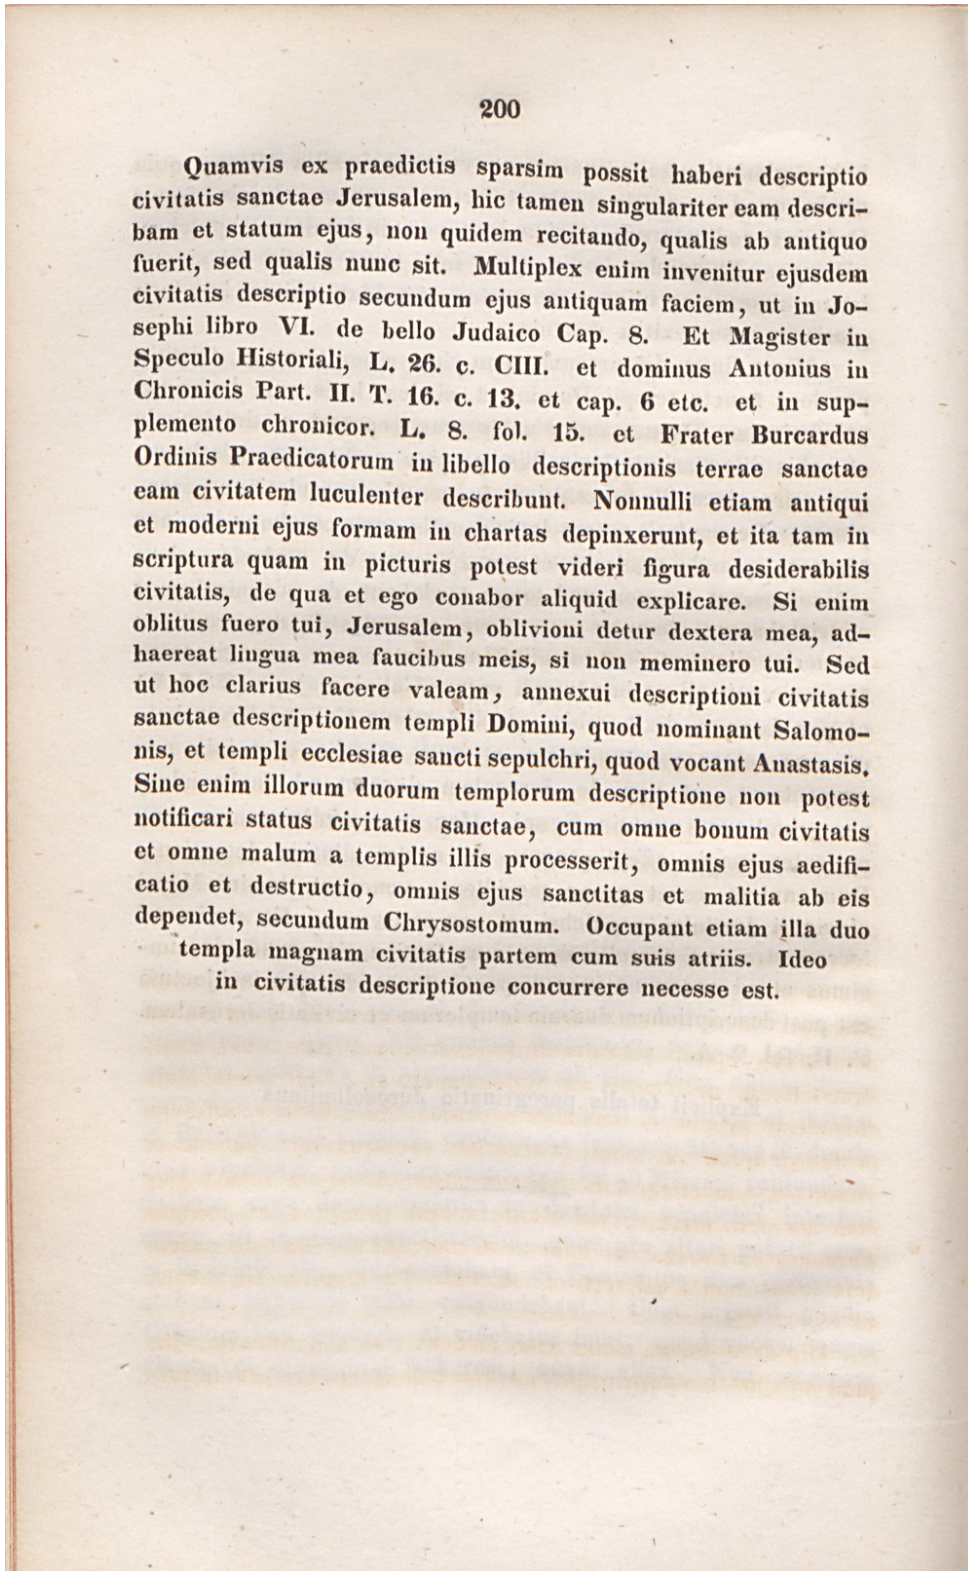 200
Quamvis ex praedictis sparsim possit haberi descriptio
civitatis sanctae Jerusalem, hic tamen singulariter eam descri-
bam et statum ejus, non quidem recitando, qualis ab antiquo
fuerit, sed qualis nunc sit. Multiplex enim invenitur ejusdem
civitatis descriptio secundum ejus antiquam faciem, ut in Jo-
sephi libro VI. de bello Judaico Cap. 8. Et Magister in
Speculo Historiali, L. 26. c. CIII. et dominus Antonius in
Chronicis Part. II. T. 16. c. 13. et cap. 6 etc. et in sup-
plemento chronicor. L. 8. fol. 15. et Frater Burcardus
Ordinis Praedicatorum in libello descriptionis terrae sanctae
eam civitatem luculenter describunt. Nonnulli etiam antiqui
et moderni ejus formam in chartas depinxerunt, et ita tam in
scriptura quam in picturis potest videri figura desiderabilis
civitatis, de qua et ego conabor aliquid explicare. Si enim
oblitus fuero tui, Jerusalem, oblivioni detur dextera mea, ad-
haereat lingua mea faucibus meis, si non meminero tui. Sed
ut hoc clarius facere valeam, annexui descriptioni civitatis
sanctae descriptionem templi Domini, quod nominant Salomo-
nis, et templi ecclesiae sancti sepulchri, quod vocant Anastasis.
Sine enim illorum duorum templorum descriptione non potest
notificari status civitatis sanctae, cum omne bonum civitatis
et omne malum a templis illis processerit, omnis ejus aedifi-
catio et destructio, omnis ejus sanctitas et malitia ab eis
dependet, secundum Chrysostomum. Occupant etiam illa duo
templa magnam civitatis partem cum suis atriis. Ideo
in civitatis descriptione concurrere necesse est.